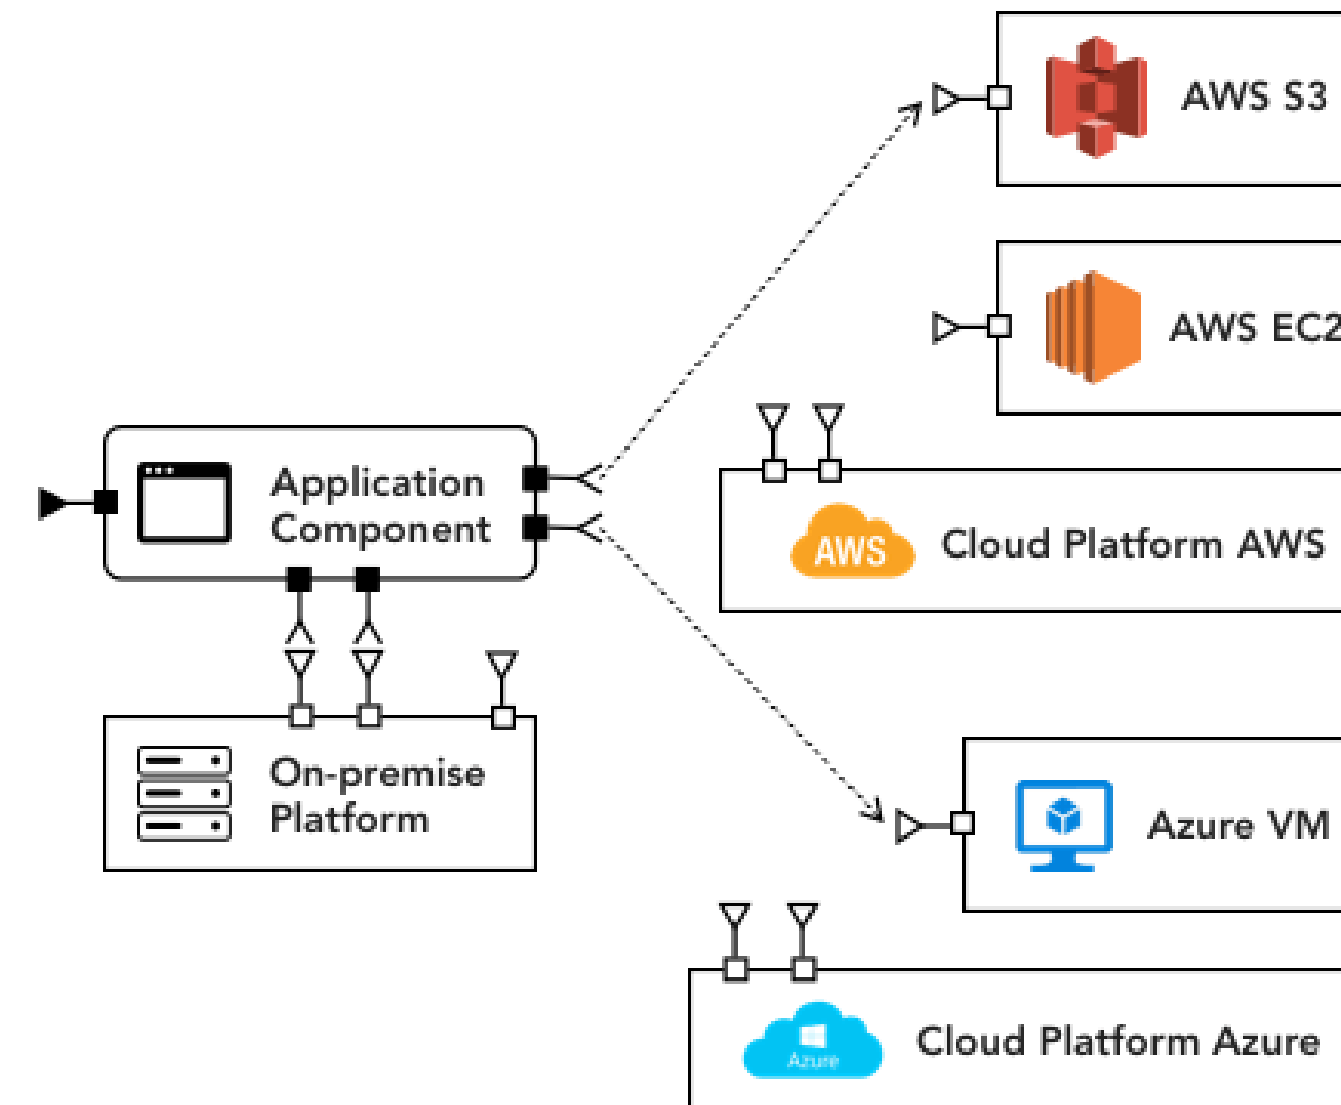 AWS S3
AWS EC2
Application
Component
AWS
Cloud Platform AWS
On-premise
Platform
Azure VM
Azure
Cloud Platform Azure